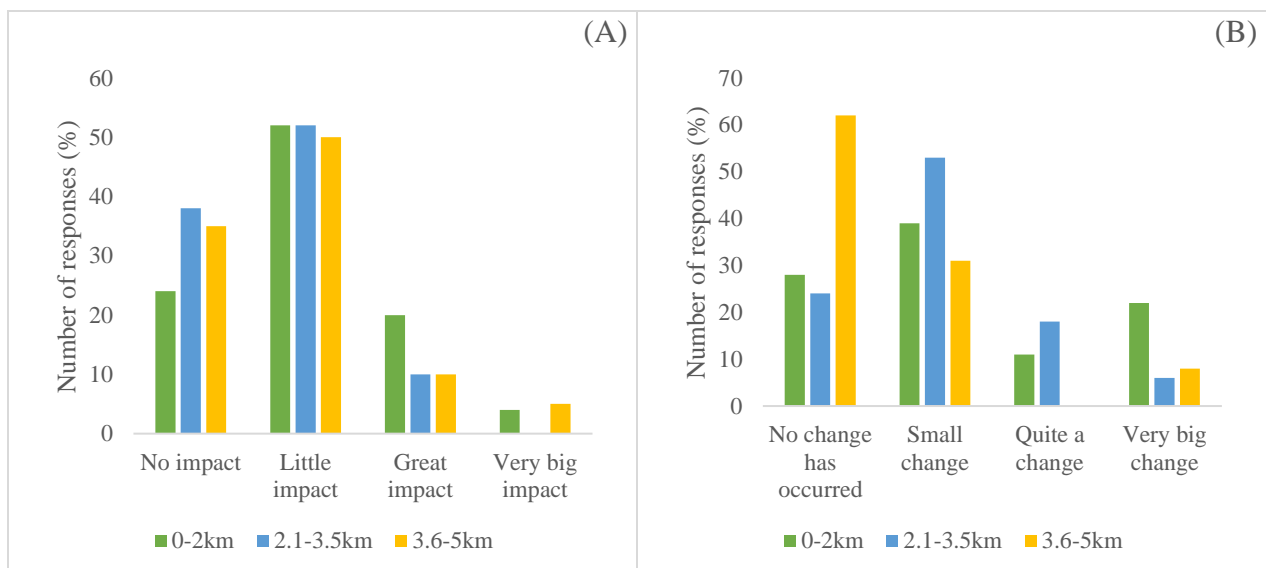 (A)
Number of responses (%)
60
50
40
30
20
10
0
No impact
Little
impact
Great
impact
Very big
impact
0-2km 2.1-3.5km 3.6-5km
(B)
Number of responses (%)
70
60
50
40
30
20
10
0
No change
has
occurred
Small
change
Quite a
change
Very big
change
0-2km 2.1-3.5km 3.6-5km